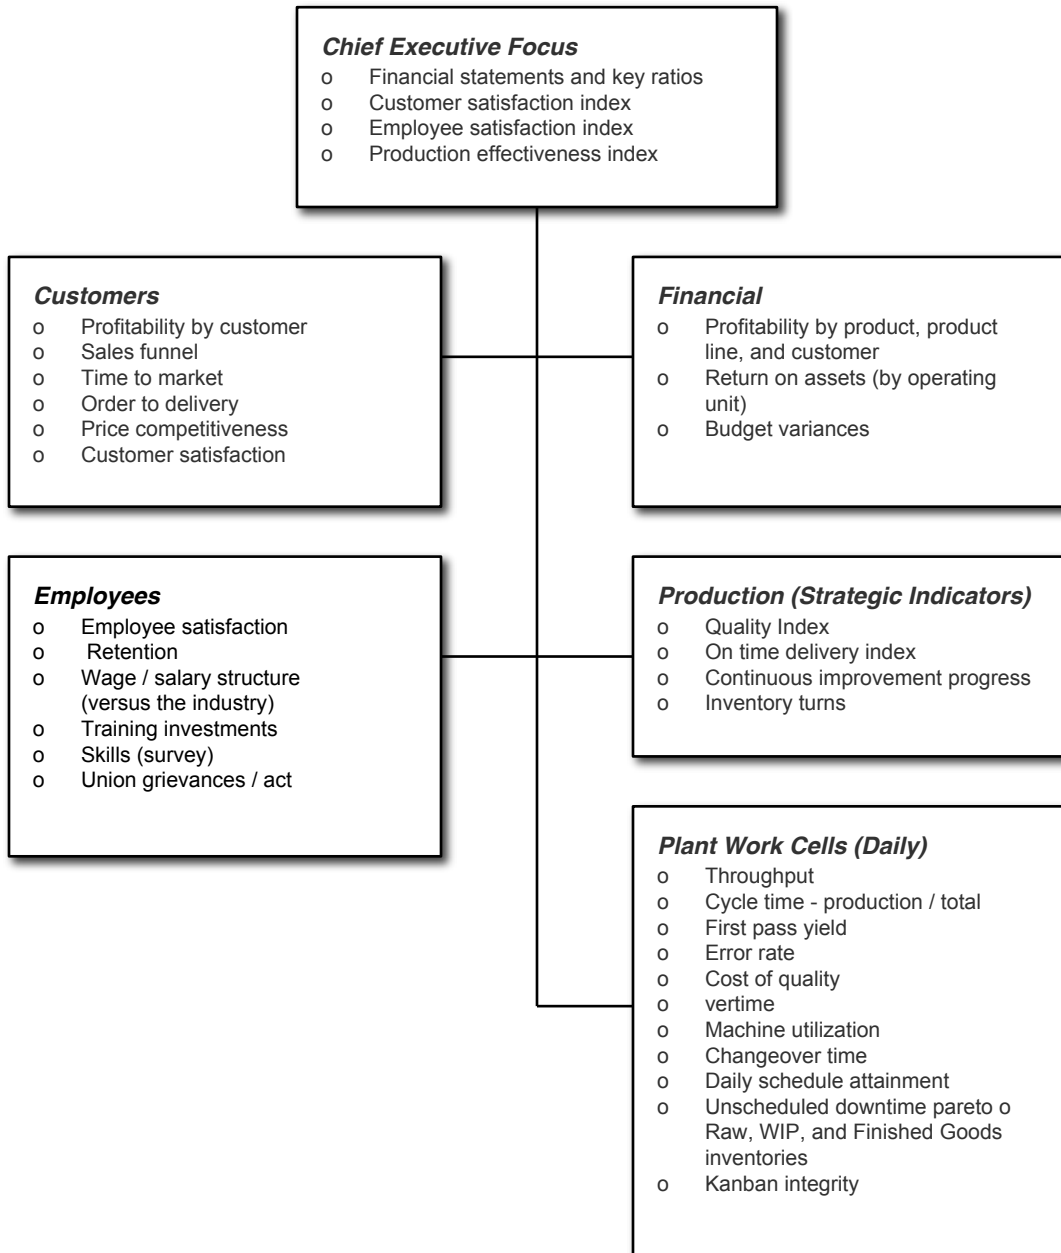 Chief Executive Focus
o Financial statements and key ratios
o Customer satisfaction index
o Employee satisfaction index
o Production effectiveness index
Customers
o Profitability by customer
o Sales funnel
o Time to market
o Order to delivery
o Price competitiveness
o Customer satisfaction
Financial
o Profitability by product, product
line, and customer
o Return on assets (by operating
unit)
o Budget variances
Employees
o Employee satisfaction
o Retention
o Wage / salary structure
(versus the industry)
o Training investments
o Skills (survey)
o Union grievances / act
Production (Strategic Indicators)
o Quality Index
o On time delivery index
o Continuous improvement progress
o Inventory turns
Plant Work Cells (Daily)
o Throughput
o Cycle time - production / total
o First pass yield
o Error rate
o Cost of quality
o vertime
o Machine utilization
o Changeover time
o Daily schedule attainment
o Unscheduled downtime pareto o
Raw, WIP, and Finished Goods
inventories
o Kanban integrity